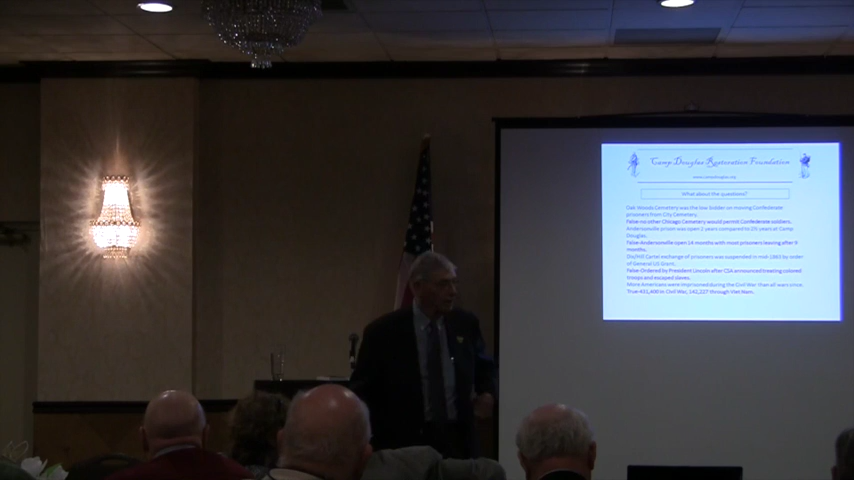 Camp Douglas Restoration Foundation
www.campdouglas.org
What about the questions?
Oak Woods Cemetery was the low bidder on moving Confederate
prisoners from City Cemetery.
False-no other Chicago Cemetery would permit Confederate soldiers.
Andersonville prison was open 2 years compared to 2½ years at Camp
Douglas.
False-Andersonville open 14 months with most prisoners leaving after 9
months.
Dix/Hill Cartel exchange of prisoners was suspended in mid-1863 by order
of General US Grant.
False-Ordered by President Lincoln after CSA announced treating colored
troops and escaped slaves.
More Americans were imprisoned during the Civil War than all wars since.
True-431,400 in Civil War, 142,227 through Viet Nam.